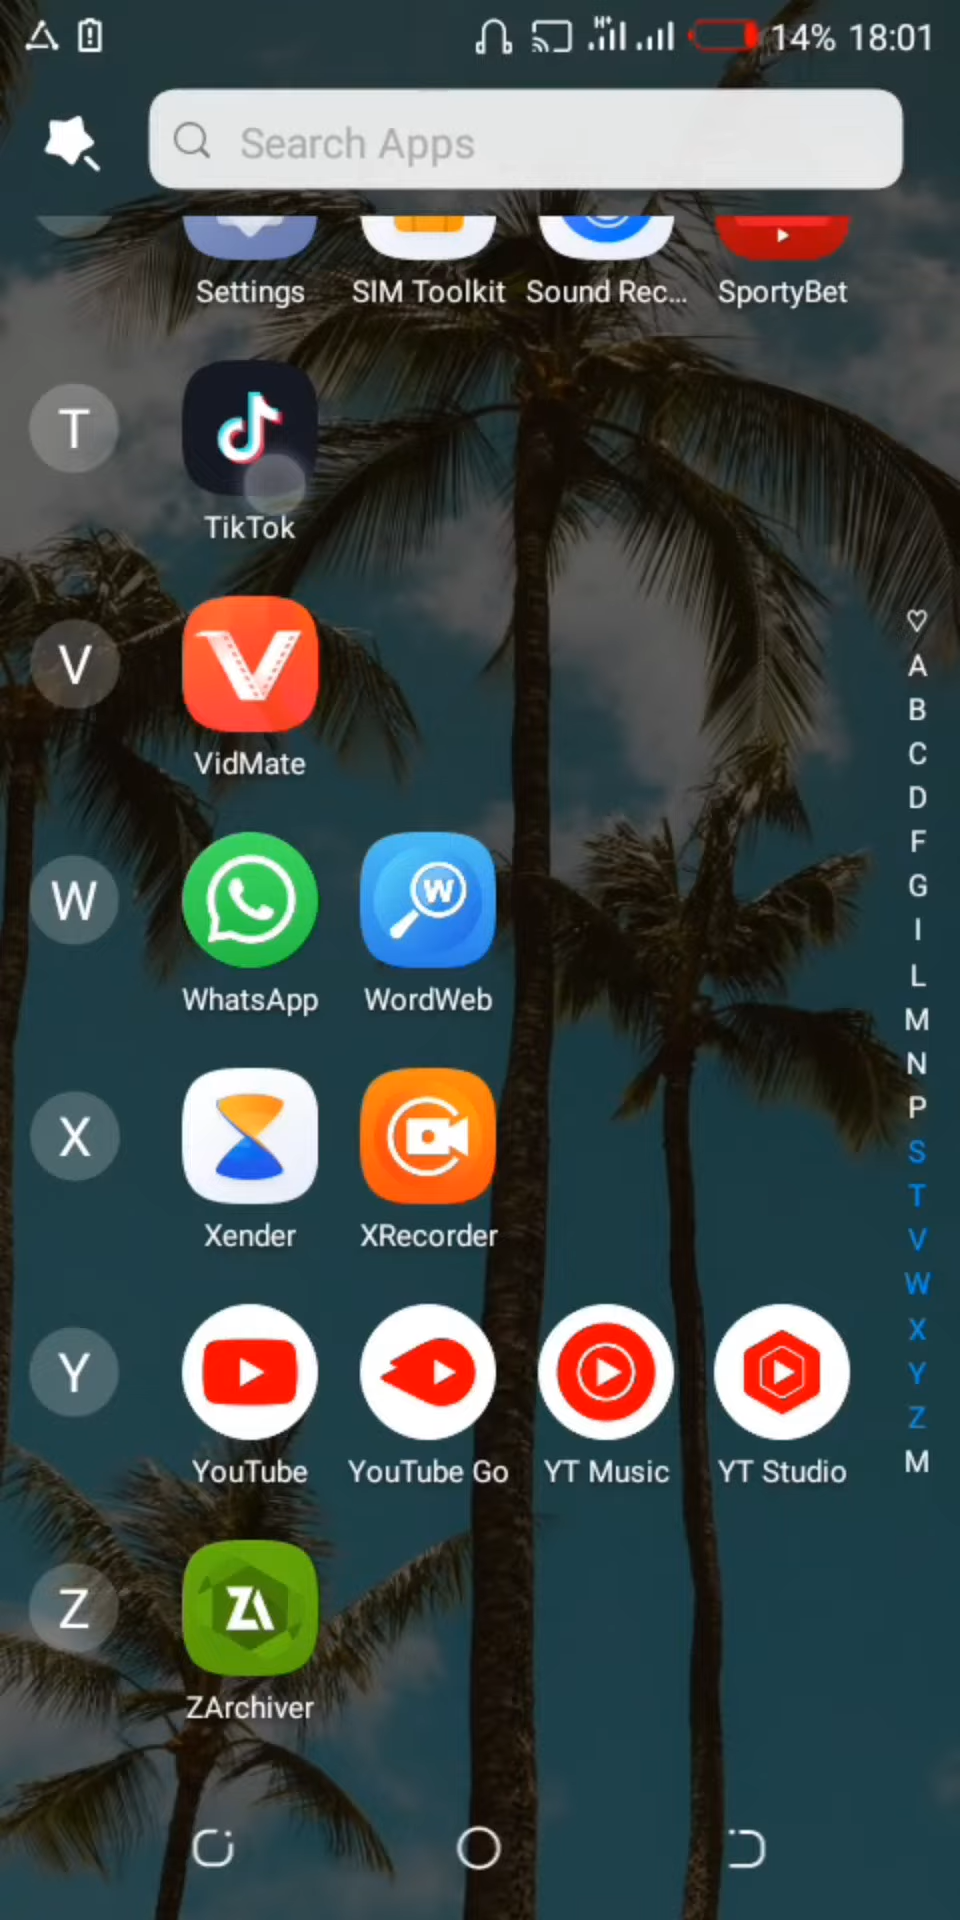 H+ 14% 18:01
Search Apps
Settings SIM Toolkit Sound Rec... SportyBet
T
TikTok
V
VidMate
W W
WhatsApp WordWeb
X
Xender XRecorder
Y
YouTube YouTube Go YT Music YT Studio
Z ZA
ZArchiver
A
B
C
D
F
G
I
L
M
N
P
S
T
V
W
X
Y
Z
M